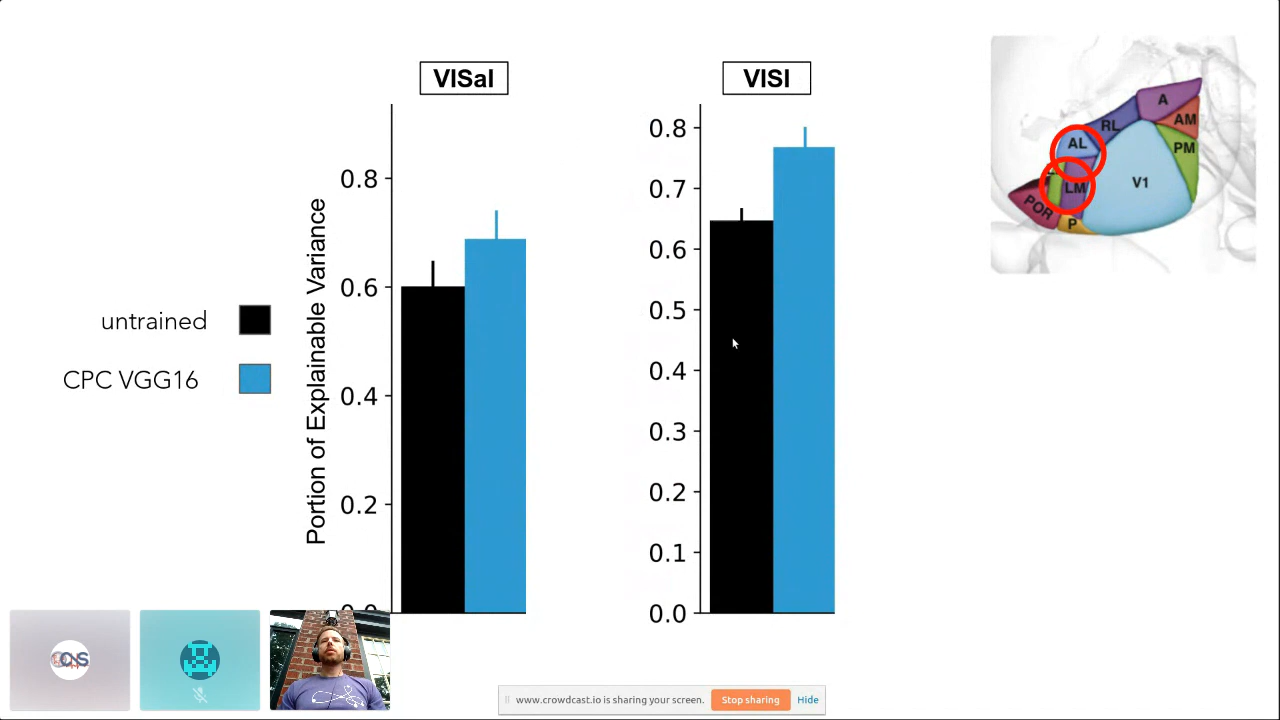 VISal
VISl
Portion of Explainable Variance
0.8
0.6
0.4
0.2
0.8
0.7
0.6
0.5
0.4
0.3
0.2
0.1
0.0
untrained
CPC VGG16
A
RL
AM
AL
PM
LM
V1
POR
P
www.crowdcast.io is sharing your screen.
Stop sharing
Hide